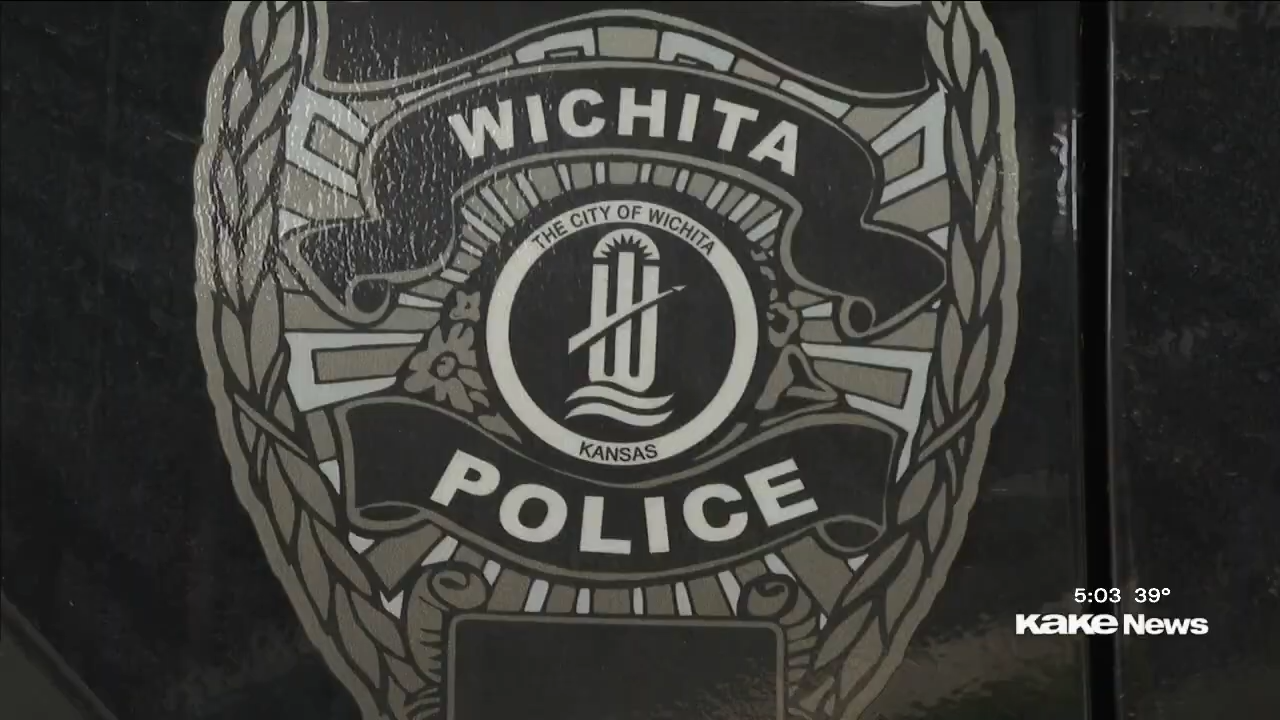 WICHITA
THE CITY OF WICHITA
KANSAS
POLICE
5:03 39°
KAKE News